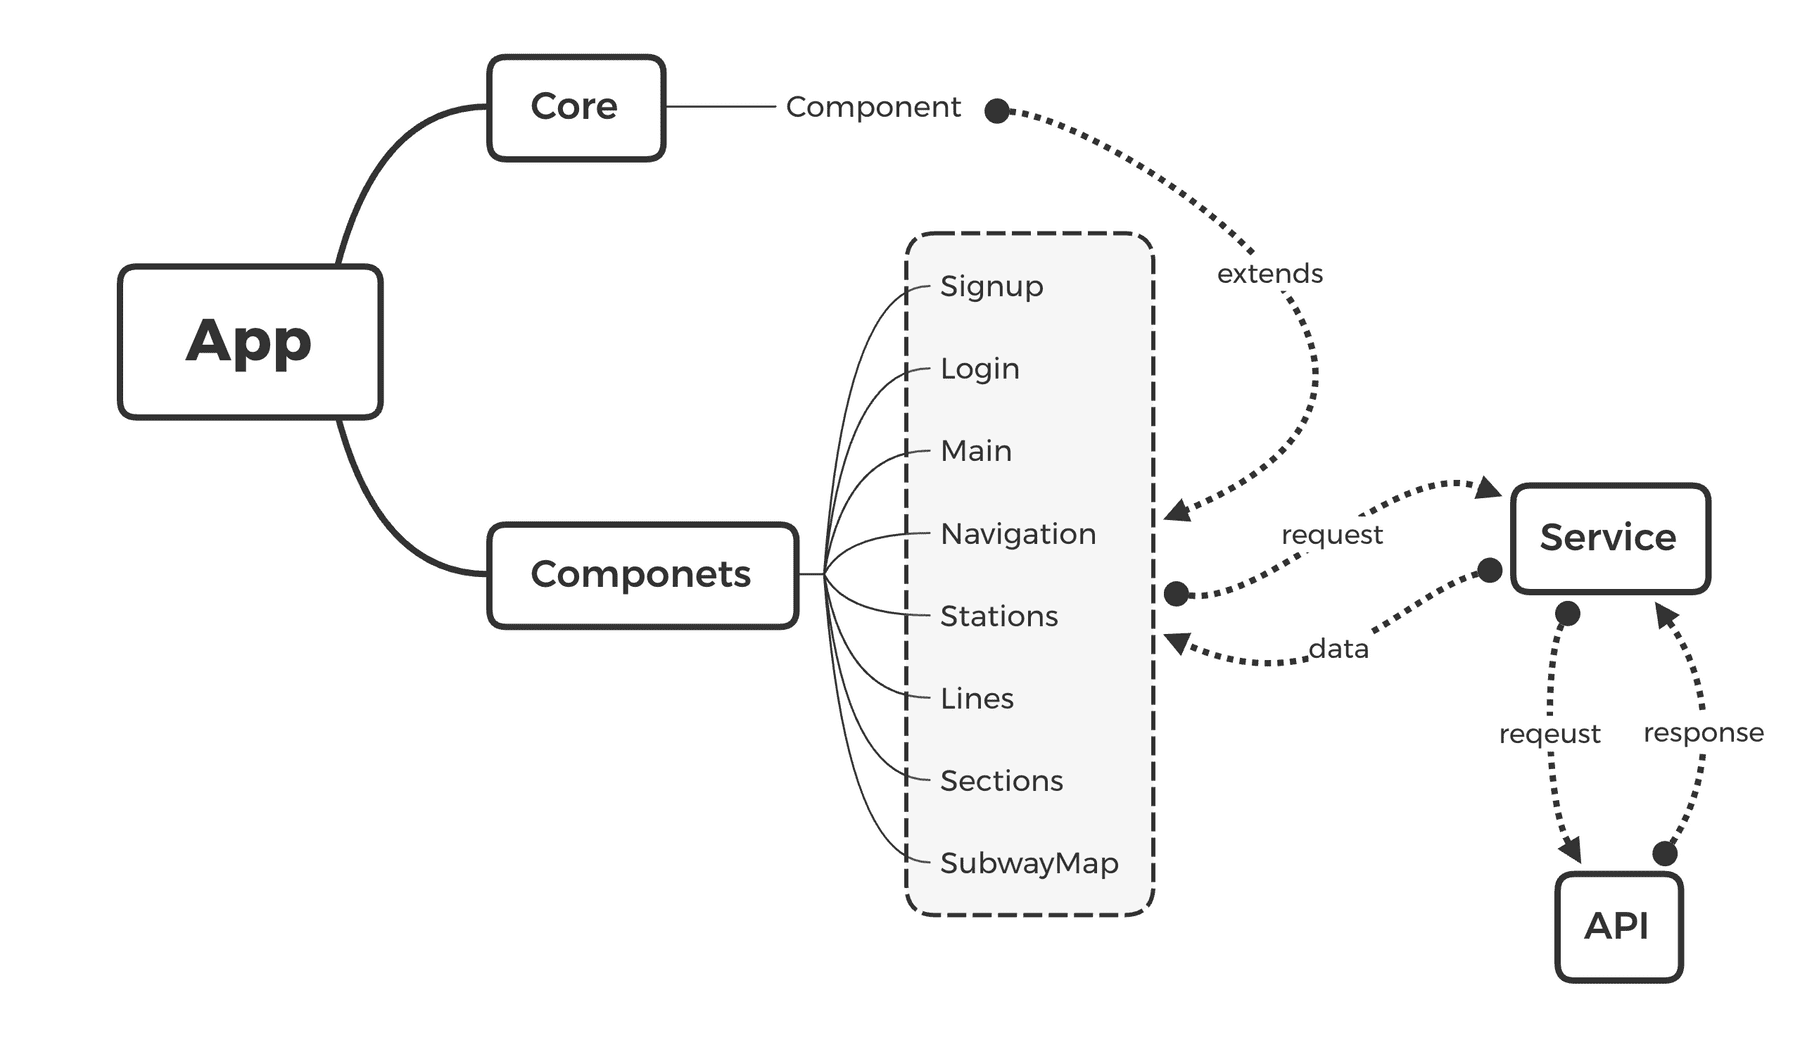 Core
Component
App
extends
Signup
Login
Main
Navigation
Stations
Lines
Sections
SubwayMap
Componets
request
data
Service
reqeust
response
API